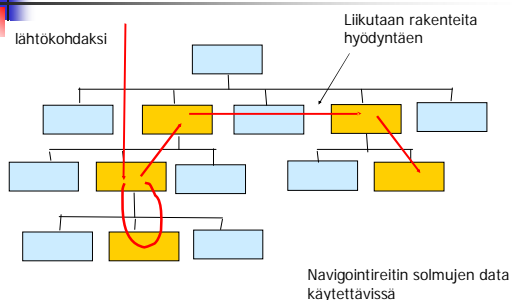 lähtökohdaksi
Liikutaan rakenteita
hyödyntäen
Navigointireitin solmujen data
käytettävissä